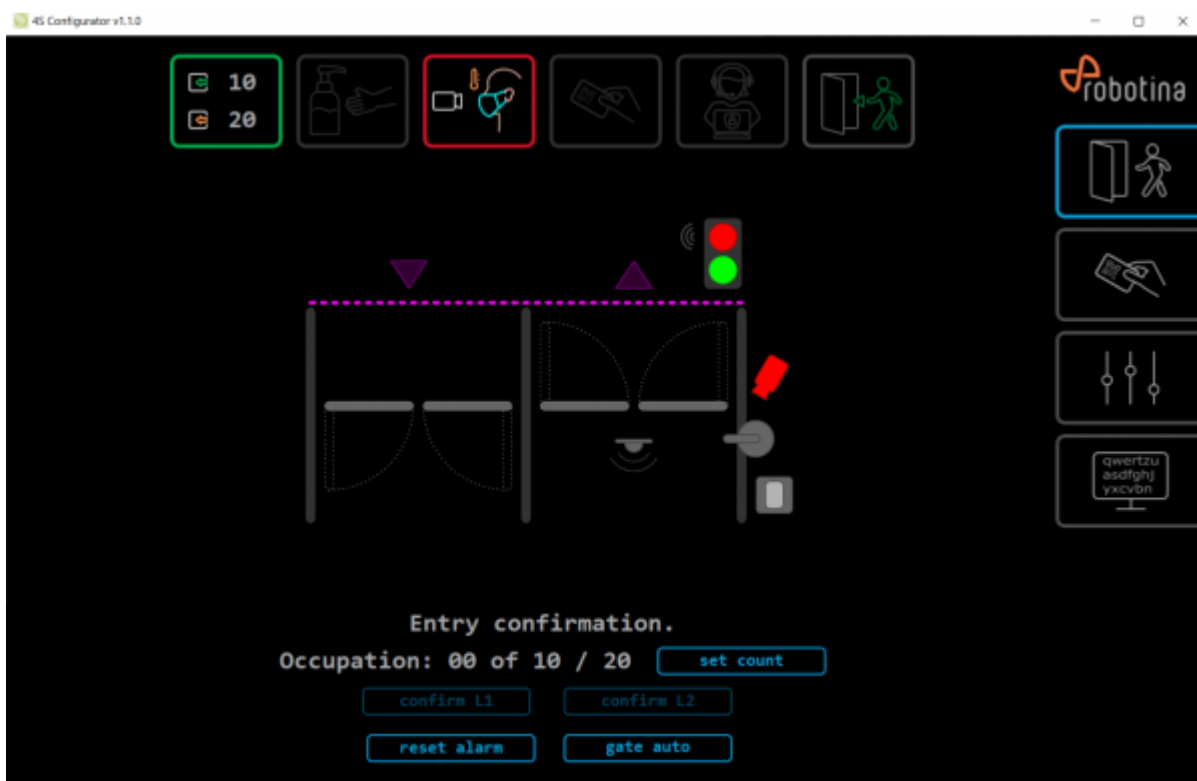 4S Configurator v1.1.0
10
20
robotina
qwertzu
asdfghj
yxcvbn
Entry confirmation.
Occupation: 00 of 10 / 20
set count
confirm L1
confirm L2
reset alarm
gate auto